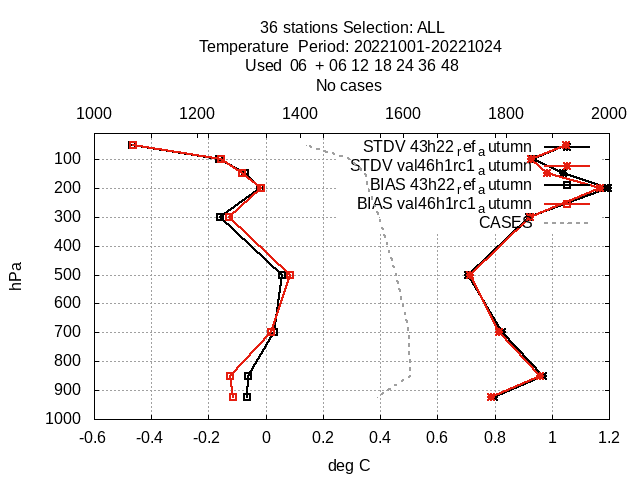 36 stations Selection: ALL
Temperature  Period: 20221001-20221024
Used  06  + 06 12 18 24 36 48
No cases
1000 1200 1400 1600 1800 2000
STDV 43h22_ref_autumn
STDV val46h1rc1_autumn
BIAS 43h22_ref_autumn
BIAS val46h1rc1_autumn
CASES
100
200
300
400
500
600
700
800
900
1000
hPa
-0.6 -0.4 -0.2 0 0.2 0.4 0.6 0.8 1 1.2
deg C